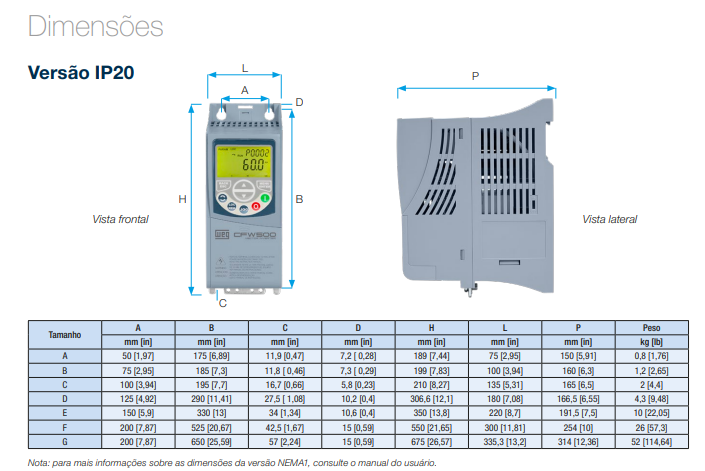 Dimensões
Versão IP20
L
A
D
H
B
C
P0002
60.0
WEG
CFW500
Vista frontal
P
Vista lateral
Tamanho A B C D H L P Peso
mm [in] mm [in] mm [in] mm [in] mm [in] mm [in] mm [in] kg [lb]
A 50 [1,97] 175 [6,89] 11,9 [0,47] 7,2 [ 0,28] 189 [7,44] 75 [2,95] 150 [5,91] 0,8 [1,76]
B 75 [2,95] 185 [7,3] 11,8 [ 0,46] 7,3 [ 0,29] 199 [7,83] 100 [3,94] 160 [6,3] 1,2 [2,65]
C 100 [3,94] 195 [7,7] 16,7 [0,66] 5,8 [0,23] 210 [8,27] 135 [5,31] 165 [6,5] 2 [4,4]
D 125 [4,92] 290 [11,41] 27,5 [ 1,08] 10,2 [0,4] 306,6 [12,1] 180 [7,08] 166,5 [6,55] 4,3 [9,48]
E 150 [5,9] 330 [13] 34 [1,34] 10,6 [0,4] 350 [13,8] 220 [8,7] 191,5 [7,5] 10 [22,05]
F 200 [7,87] 525 [20,67] 42,5 [1,67] 15 [0,59] 550 [21,65] 300 [11,81] 254 [10] 26 [57,3]
G 200 [7,87] 650 [25,59] 57 [2,24] 15 [0,59] 675 [26,57] 335,3 [13,2] 314 [12,36] 52 [114,64]
Nota: para mais informações sobre as dimensões da versão NEMA1, consulte o manual do usuário.